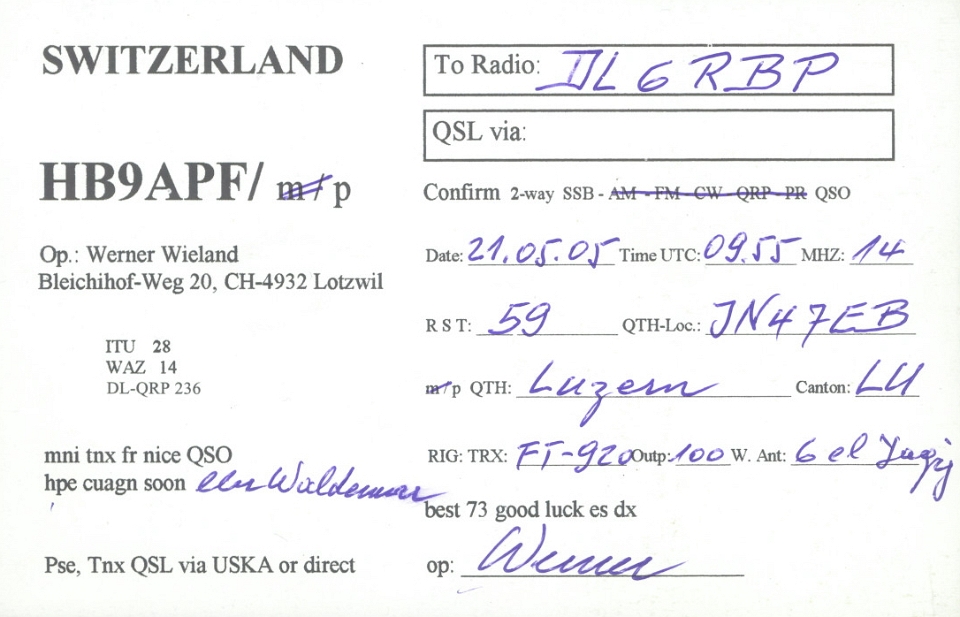 SWITZERLAND
To Radio: DL6RBP
QSL via:
HB9APF/ m/ p
Confirm 2-way SSB - AM - FM - CW - QRP - PR QSO
Op.: Werner Wieland
Bleichihof-Weg 20, CH-4932 Lotzwil
Date: 21.05.05 Time UTC: 09.55 MHZ: 14
R S T: 59 QTH-Loc.: JN47EB
ITU 28
WAZ 14
DL-QRP 236
m/p QTH: Luzern Canton: LU
mni tnx fr nice QSO
hpe cuagn soon Waldemar
RIG: TRX: FT-920 Outp: 100 W. Ant: 6 el Yagi
best 73 good luck es dx
Pse, Tnx QSL via USKA or direct
op: Werner